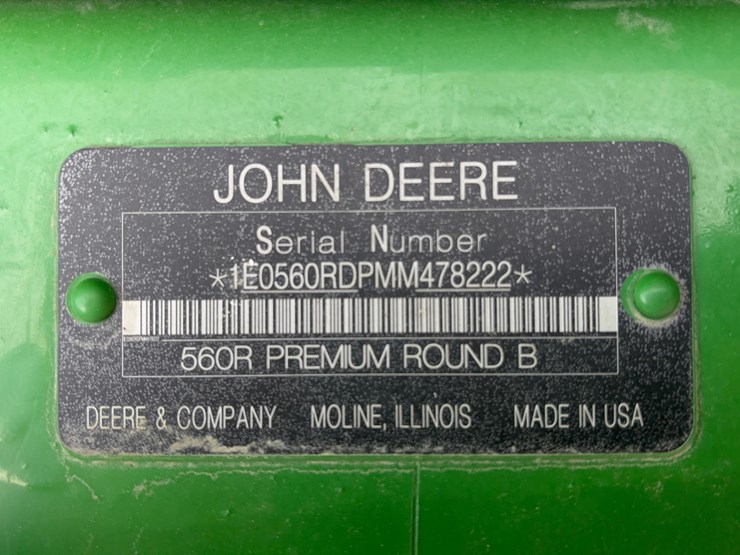 JOHN DEERE
Serial Number
*1E0560RDPMM478222*
560R PREMIUM ROUND B
DEERE & COMPANY MOLINE, ILLINOIS MADE IN USA